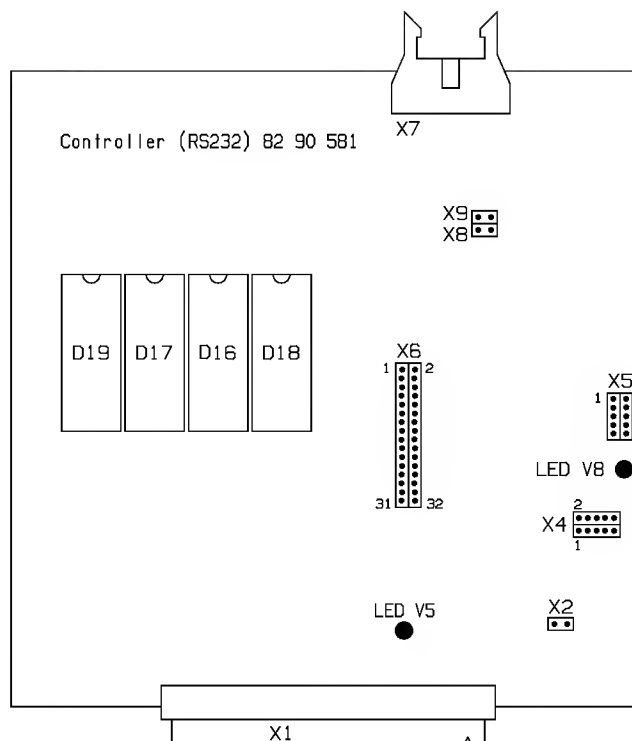 X7
Controller (RS232) 82 90 581
X9
X8
D19 D17 D16 D18
X6
1 2
X5
1
LED V8
31 32
2
X4
1
LED V5
X2
X1
A